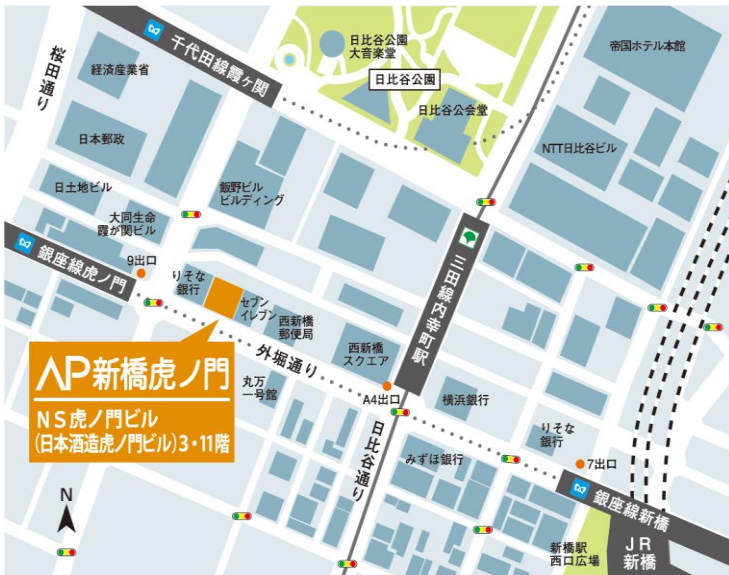 桜田通り
経済産業省
千代田線霞ヶ関
日比谷公園
大音楽堂
日比谷公園
日比谷公会堂
帝国ホテル本館
NTT日比谷ビル
日本郵政
日土地ビル
飯野ビル
ビルディング
大同生命
霞が関ビル
9出口
銀座線虎ノ門
りそな
銀行
セブン
イレブン
西新橋
郵便局
外堀通り
西新橋
スクエア
三田線内幸町駅
AP新橋虎ノ門
NS虎ノ門ビル
(日本酒造虎ノ門ビル)3・11階
丸万
一号館
A4出口
横浜銀行
日比谷通り
みずほ銀行
りそな
銀行
7出口
銀座線新橋
新橋駅
西口広場
JR
新橋
N